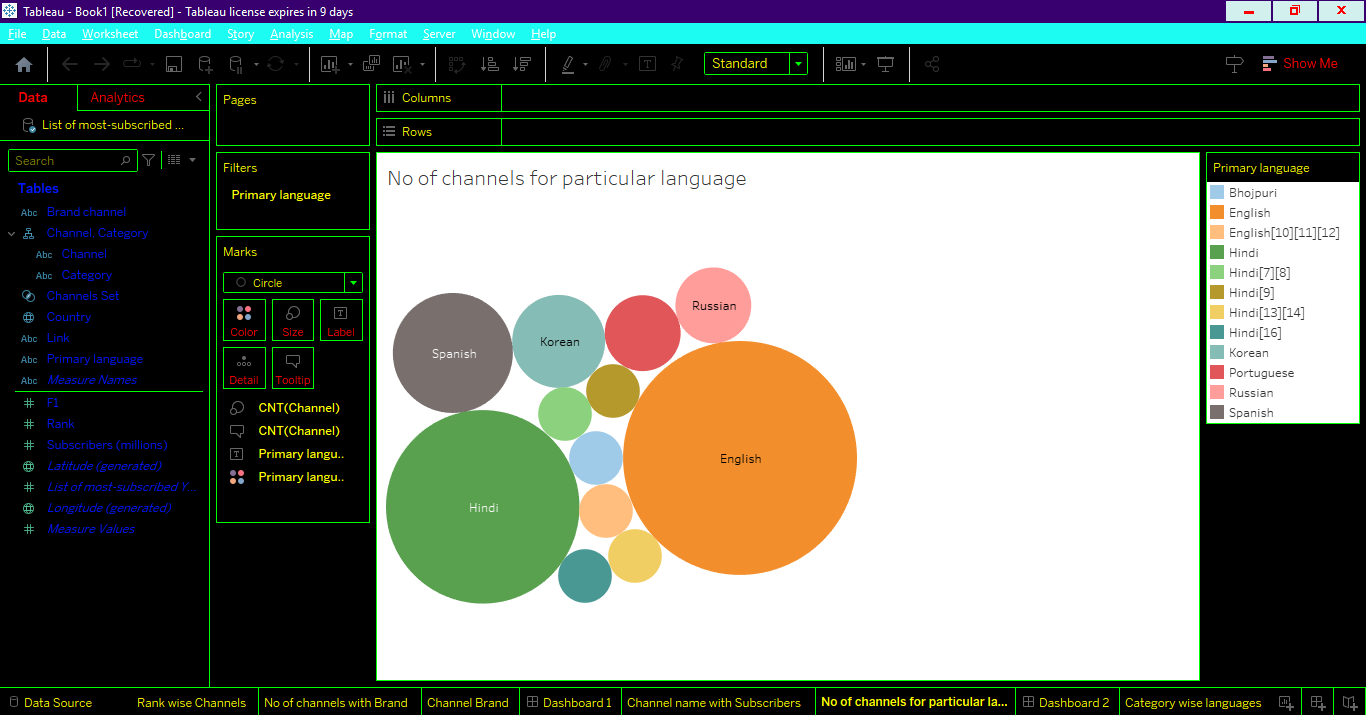 Tableau - Book1 [Recovered] - Tableau license expires in 9 days
File Data Worksheet Dashboard Story Analysis Map Format Server Window Help
Standard
Show Me
Data Analytics
List of most-subscribed ...
Search
Tables
Abc Brand channel
Channel, Category
Abc Channel
Abc Category
Channels Set
Country
Abc Link
Abc Primary language
Abc Measure Names
F1
Rank
Subscribers (millions)
Latitude (generated)
List of most-subscribed Y...
Longitude (generated)
Measure Values
Pages
Filters
Primary language
Marks
Circle
Color Size Label
Detail Tooltip
CNT(Channel)
CNT(Channel)
Primary langu..
Primary langu..
Columns
Rows
No of channels for particular language
Russian
Korean
Spanish
English
Hindi
Primary language
Bhojpuri
English
English[10][11][12]
Hindi
Hindi[7][8]
Hindi[9]
Hindi[13][14]
Hindi[16]
Korean
Portuguese
Russian
Spanish
Data Source Rank wise Channels No of channels with Brand Channel Brand Dashboard 1 Channel name with Subscribers No of channels for particular la... Dashboard 2 Category wise languages